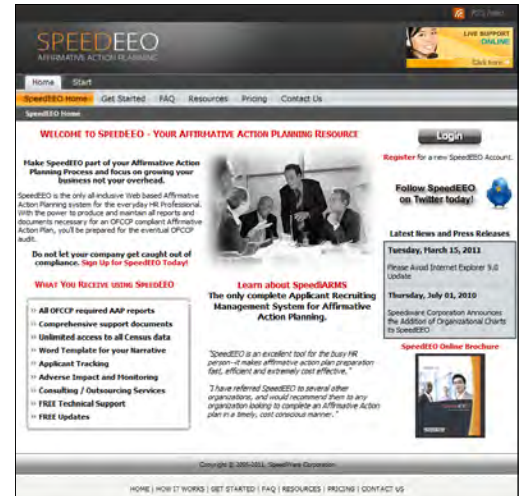 RSS Feed
SPEEDEEO
AFFIRMATIVE ACTION PLANNING
LIVE SUPPORT
ONLINE
Click here
Home Start
SpeedEEO Home Get Started FAQ Resources Pricing Contact Us
SpeedEEO Home
WELCOME TO SPEEDEEO - YOUR AFFIRMATIVE ACTION PLANNING RESOURCE
Make SpeedEEO part of your Affirmative Action
Planning Process and focus on growing your
business not your overhead.
SpeedEEO is the only all-inclusive Web based Affirmative
Action Planning system for the everyday HR Professional.
With the power to produce and maintain all reports and
documents necessary for an OFCCP compliant Affirmative
Action Plan, you'll be prepared for the eventual OFCCP
audit.
Do not let your company get caught out of
compliance. Sign Up for SpeedEEO Today!
WHAT YOU RECEIVE USING SPEEDEEO
» All OFCCP required AAP reports
» Comprehensive support documents
» Unlimited access to all Census data
» Word Template for your Narrative
» Applicant Tracking
» Adverse Impact and Monitoring
» Consulting / Outsourcing Services
» FREE Technical Support
» FREE Updates
Learn about SpeediARMS
The only complete Applicant Recruiting
Management System for Affirmative
Action Planning.
"SpeedEEO is an excellent tool for the busy HR
person--it makes affirmative action plan preparation
fast, efficient and extremely cost effective."
"I have referred SpeedEEO to several other
organizations, and would recommend them to any
organization looking to complete an Affirmative Action
plan in a timely, cost conscious manner."
Login
Register for a new SpeedEEO Account.
Follow SpeedEEO
on Twitter today!
Latest News and Press Releases
Tuesday, March 15, 2011
Please Avoid Internet Explorer 9.0
Update
Thursday, July 01, 2010
Speedware Corporation Announces
the Addition of Organizational Charts
to SpeedEEO
SpeedEEO Online Brochure
Copyright © 2005-2011, SpeedWare Corporation
HOME | HOW IT WORKS | GET STARTED | FAQ | RESOURCES | PRICING | CONTACT US